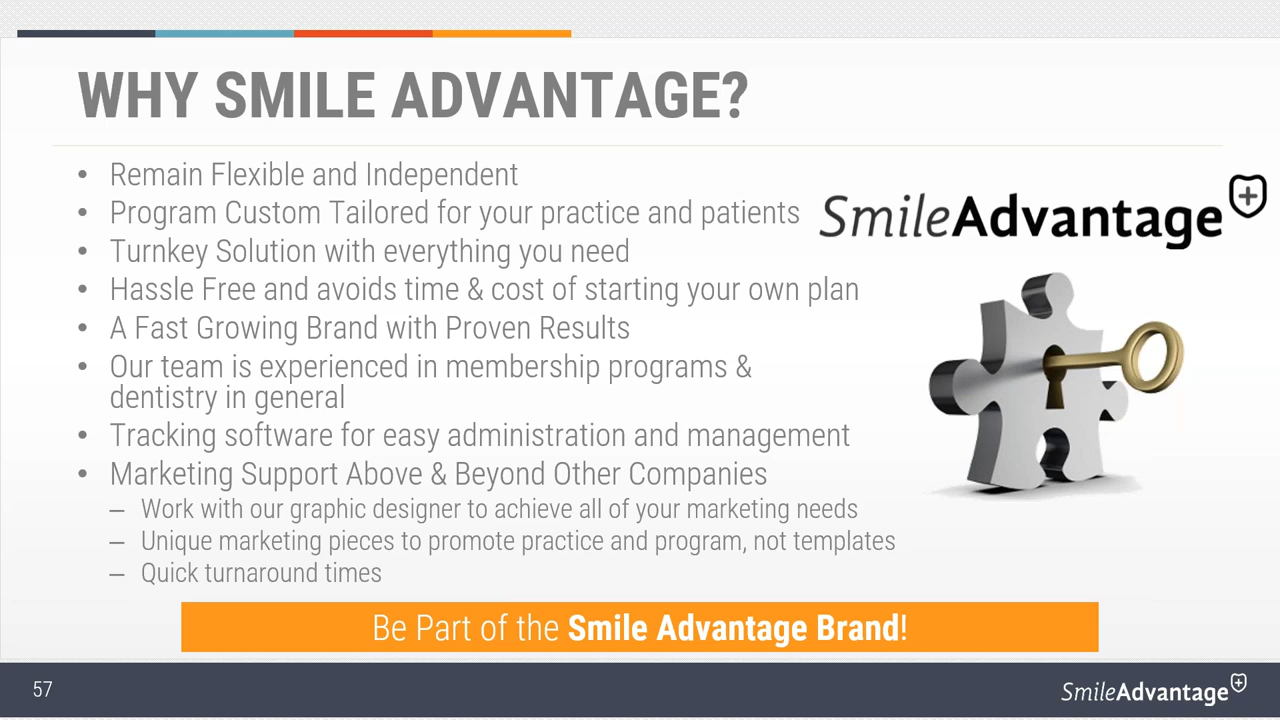 WHY SMILE ADVANTAGE?
• Remain Flexible and Independent
• Program Custom Tailored for your practice and patients
• Turnkey Solution with everything you need
• Hassle Free and avoids time & cost of starting your own plan
• A Fast Growing Brand with Proven Results
• Our team is experienced in membership programs &
dentistry in general
• Tracking software for easy administration and management
• Marketing Support Above & Beyond Other Companies
– Work with our graphic designer to achieve all of your marketing needs
– Unique marketing pieces to promote practice and program, not templates
– Quick turnaround times
SmileAdvantage
Be Part of the Smile Advantage Brand!
57
SmileAdvantage